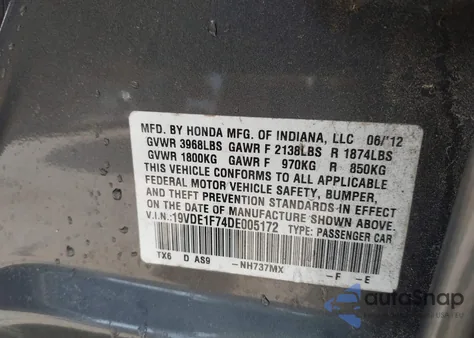 MFD. BY HONDA MFG. OF INDIANA, LLC 06/'12
GVWR 3968LBS GAWR F 2138LBS R 1874LBS
GVWR 1800KG GAWR F 970KG R 850KG
THIS VEHICLE CONFORMS TO ALL APPLICABLE
FEDERAL MOTOR VEHICLE SAFETY, BUMPER,
AND THEFT PREVENTION STANDARDS IN EFFECT
ON THE DATE OF MANUFACTURE SHOWN ABOVE.
V.I.N.:19VDE1F74DE005172 TYPE: PASSENGER CAR
TX6 D AS9 -NH737MX -F -E
autoSnap